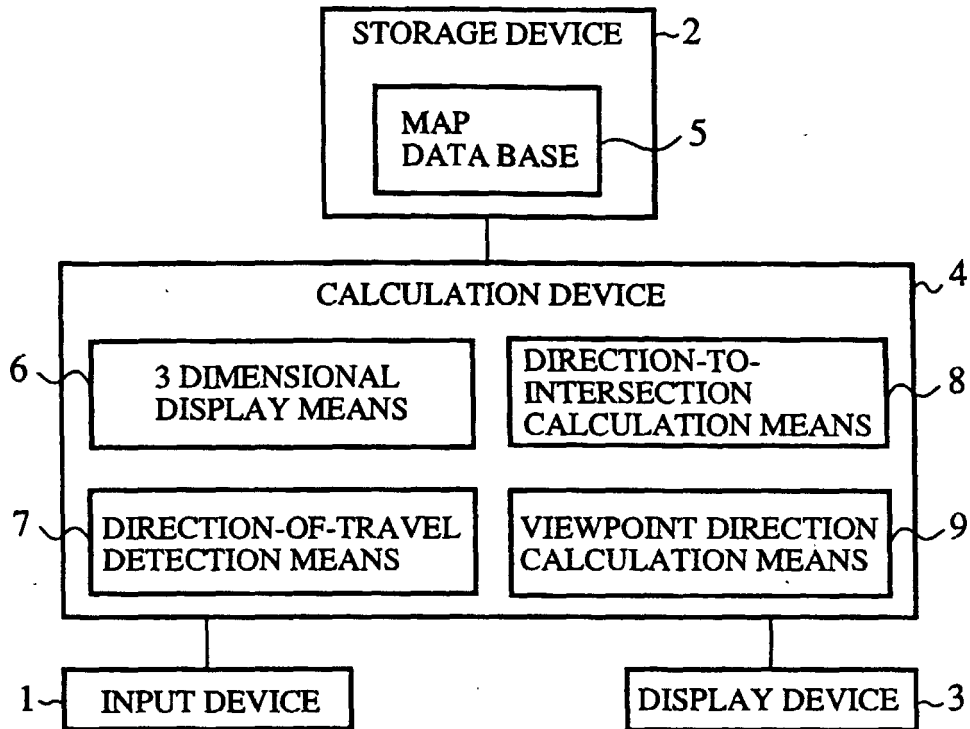 STORAGE DEVICE
2
MAP
DATA BASE
5
CALCULATION DEVICE
4
6
3 DIMENSIONAL
DISPLAY MEANS
DIRECTION-TO-
INTERSECTION
CALCULATION MEANS
8
7
DIRECTION-OF-TRAVEL
DETECTION MEANS
VIEWPOINT DIRECTION
CALCULATION MEANS
9
1
INPUT DEVICE
DISPLAY DEVICE
3